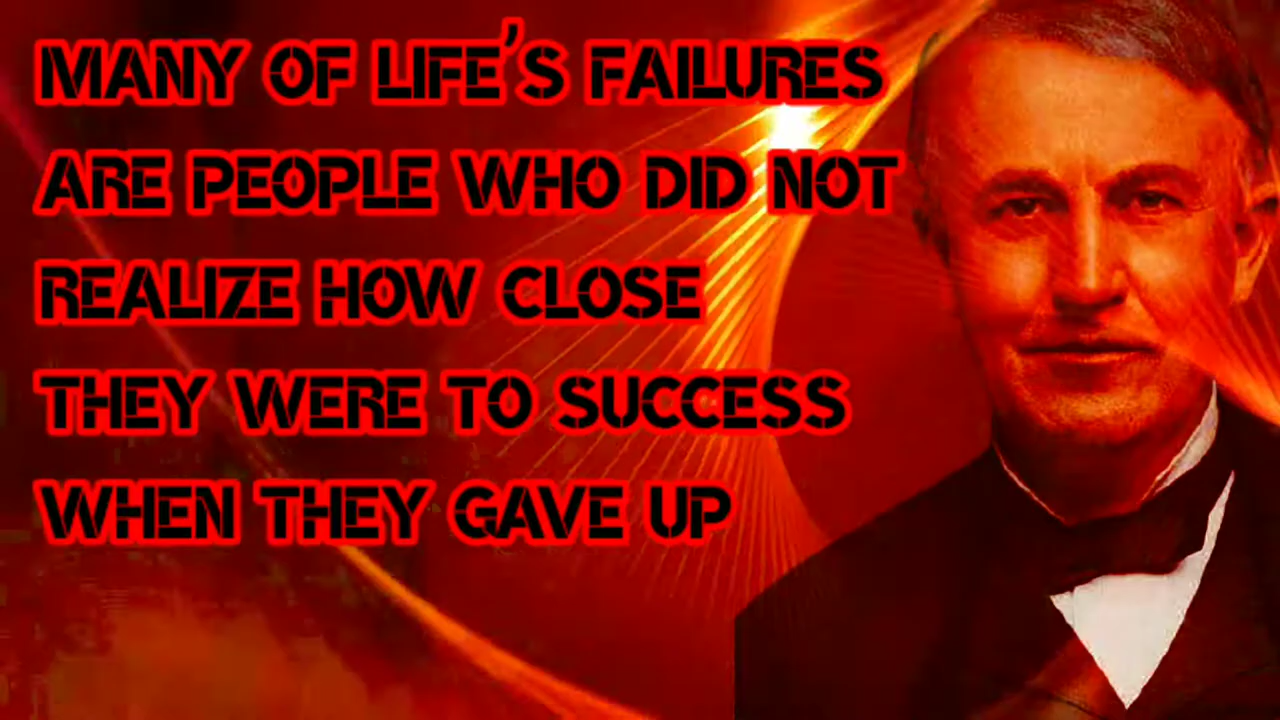 MANY OF LIFE'S FAILURES
ARE PEOPLE WHO DID NOT
REALIZE HOW CLOSE
THEY WERE TO SUCCESS
WHEN THEY GAVE UP